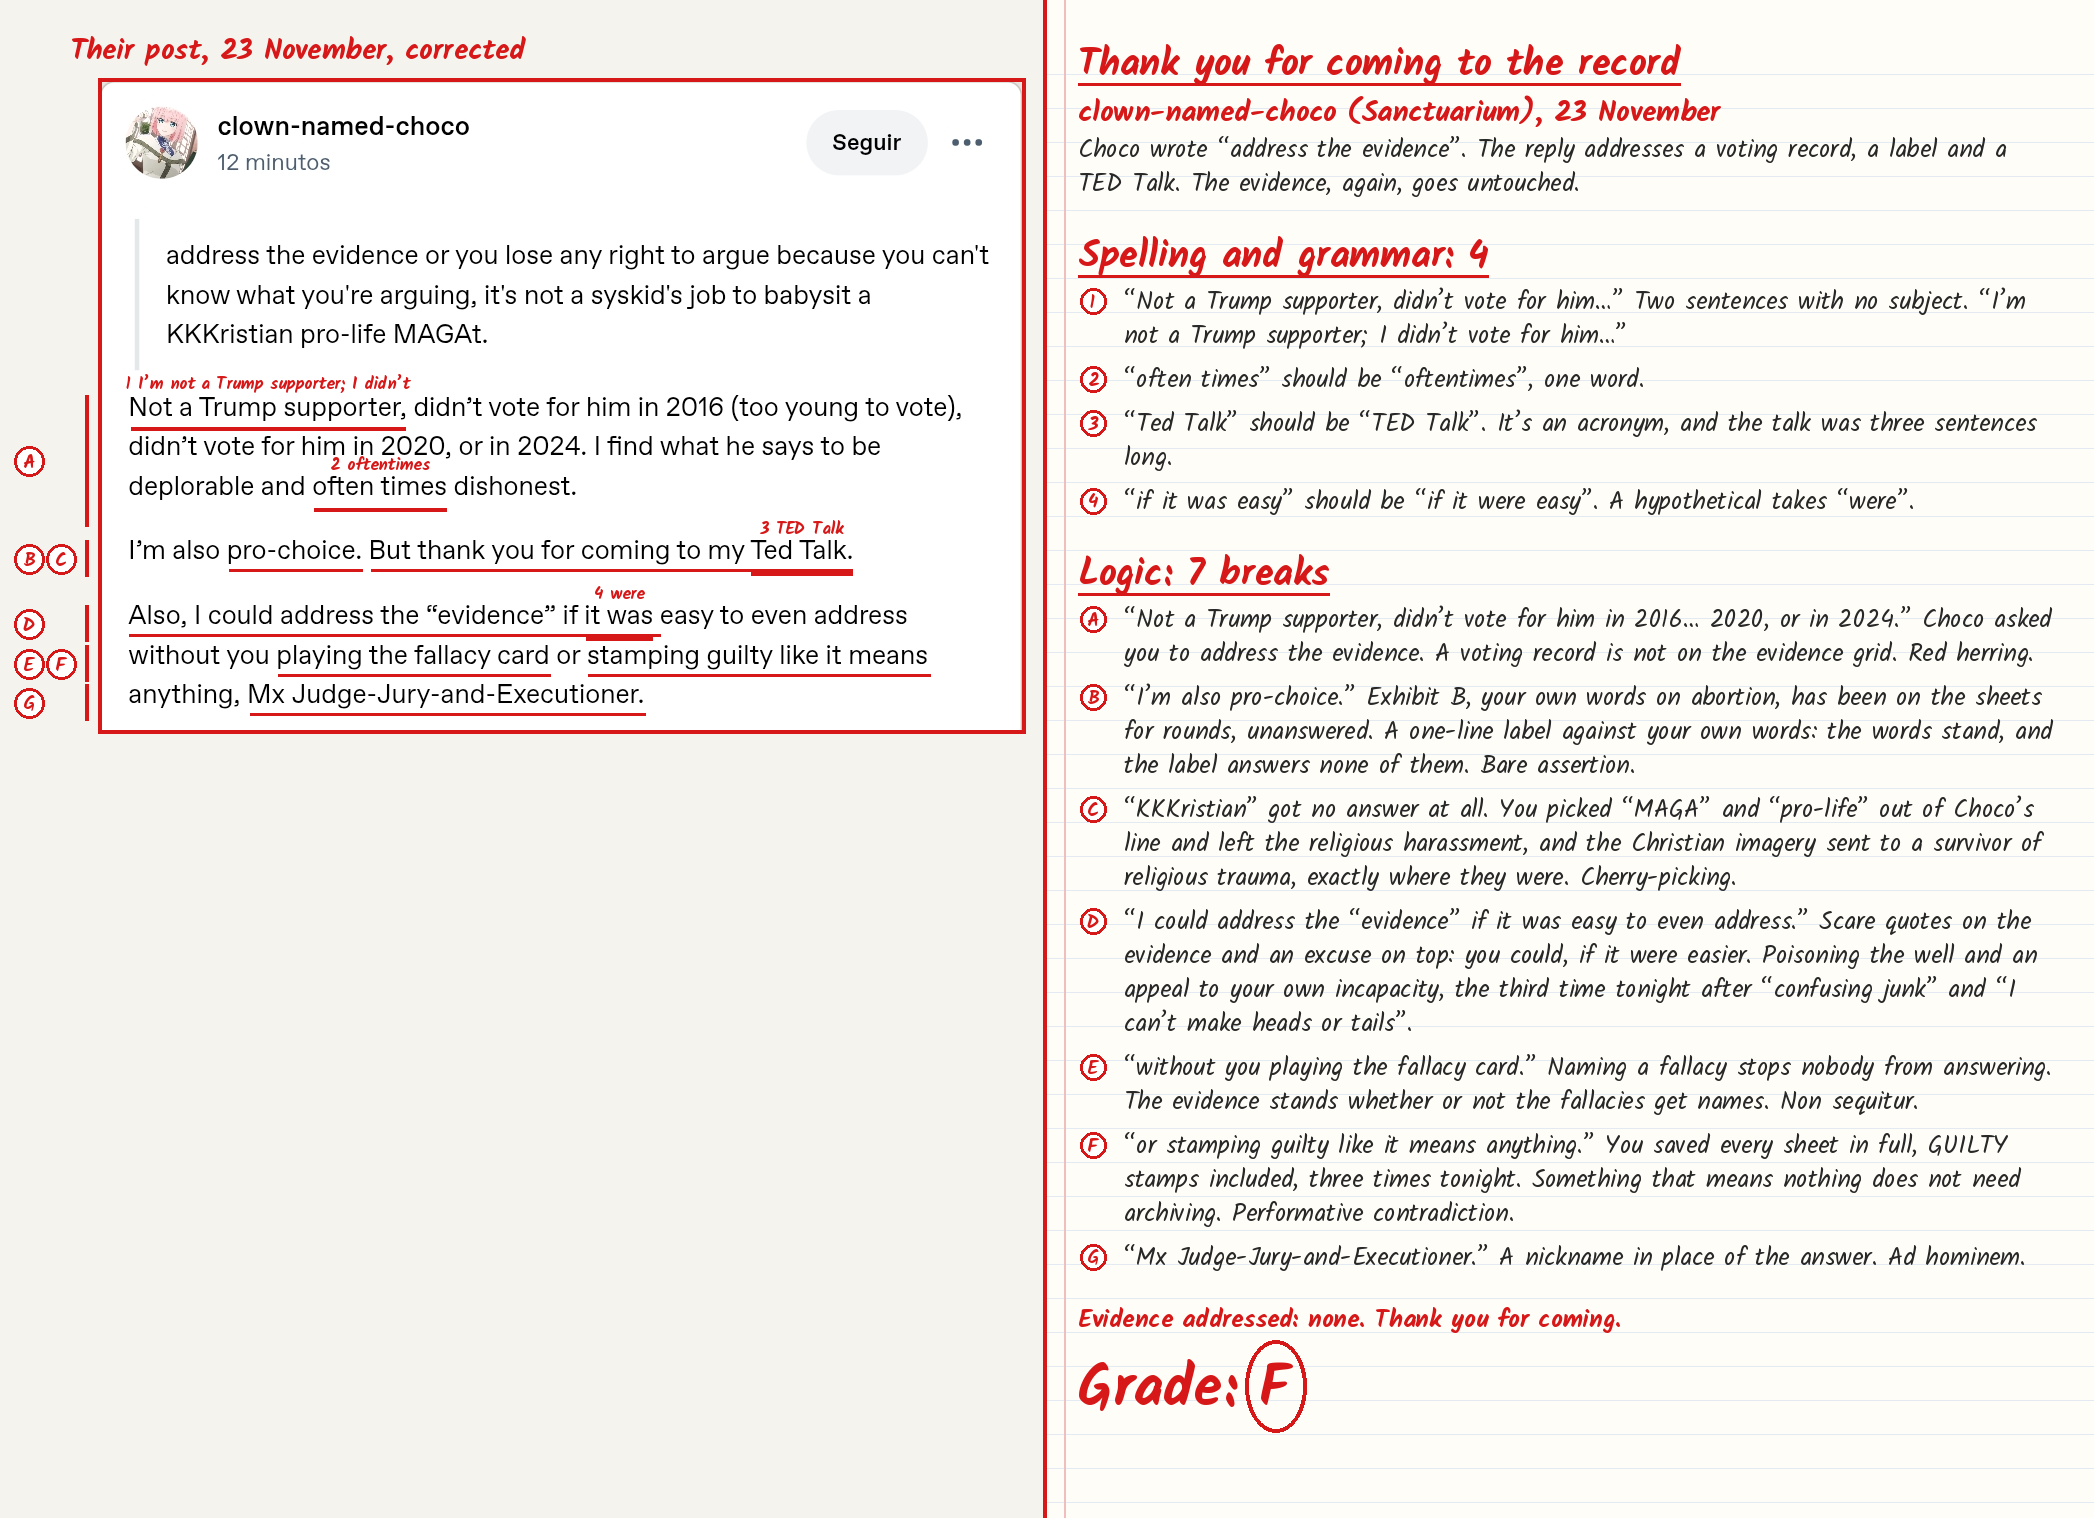 Their post, 23 November, corrected
clown-named-choco
12 minutos
Seguir
address the evidence or you lose any right to argue because you can't
know what you're arguing, it's not a syskid's job to babysit a
KKKristian pro-life MAGAt.
1 I’m not a Trump supporter; I didn’t
Not a Trump supporter, didn’t vote for him in 2016 (too young to vote),
A
didn’t vote for him in 2020, or in 2024. I find what he says to be
2 oftentimes
deplorable and often times dishonest.
3 TED Talk
B C
I’m also pro-choice. But thank you for coming to my Ted Talk.
4 were
D
Also, I could address the “evidence” if it was easy to even address
E F
without you playing the fallacy card or stamping guilty like it means
G
anything, Mx Judge-Jury-and-Executioner.
Thank you for coming to the record
clown-named-choco (Sanctuarium), 23 November
Choco wrote “address the evidence”. The reply addresses a voting record, a label and a
TED Talk. The evidence, again, goes untouched.
Spelling and grammar: 4
1 “Not a Trump supporter, didn’t vote for him...” Two sentences with no subject. “I’m
not a Trump supporter; I didn’t vote for him...”
2 “often times” should be “oftentimes”, one word.
3 “Ted Talk” should be “TED Talk”. It’s an acronym, and the talk was three sentences
long.
4 “if it was easy” should be “if it were easy”. A hypothetical takes “were”.
Logic: 7 breaks
A “Not a Trump supporter, didn’t vote for him in 2016... 2020, or in 2024.” Choco asked
you to address the evidence. A voting record is not on the evidence grid. Red herring.
B “I’m also pro-choice.” Exhibit B, your own words on abortion, has been on the sheets
for rounds, unanswered. A one-line label against your own words: the words stand, and
the label answers none of them. Bare assertion.
C “KKKristian” got no answer at all. You picked “MAGA” and “pro-life” out of Choco’s
line and left the religious harassment, and the Christian imagery sent to a survivor of
religious trauma, exactly where they were. Cherry-picking.
D “I could address the “evidence” if it was easy to even address.” Scare quotes on the
evidence and an excuse on top: you could, if it were easier. Poisoning the well and an
appeal to your own incapacity, the third time tonight after “confusing junk” and “I
can’t make heads or tails”.
E “without you playing the fallacy card.” Naming a fallacy stops nobody from answering.
The evidence stands whether or not the fallacies get names. Non sequitur.
F “or stamping guilty like it means anything.” You saved every sheet in full, GUILTY
stamps included, three times tonight. Something that means nothing does not need
archiving. Performative contradiction.
G “Mx Judge-Jury-and-Executioner.” A nickname in place of the answer. Ad hominem.
Evidence addressed: none. Thank you for coming.
Grade: F